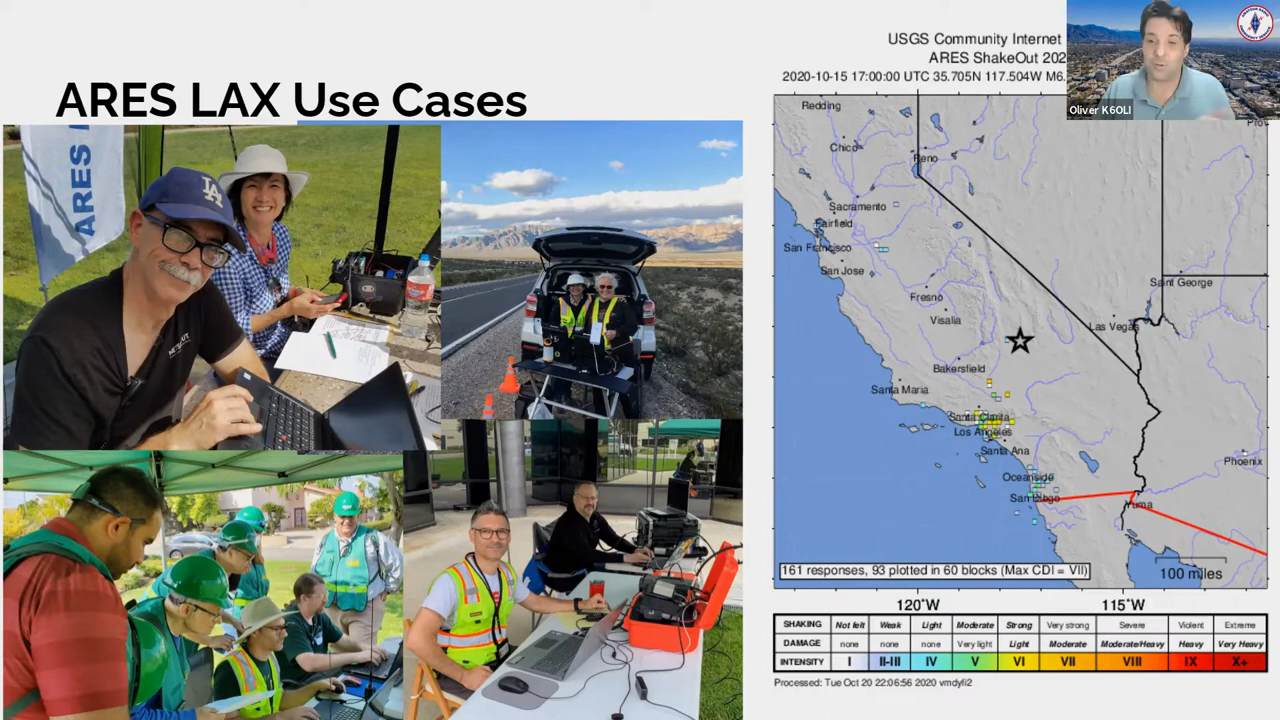 ARES LAX Use Cases
ARES
LA
USGS Community Internet
ARES ShakeOut 202
2020-10-15 17:00:00 UTC 35.705N 117.504W M6.
Oliver K6OLI
Redding
Chico
Reno
Sacramento
Fairfield
San Francisco
San Jose
Saint George
Fresno
Visalia
Las Vegas
Bakersfield
Santa Maria
Santa Clarita
Los Angeles
Santa Ana
Phoenix
Oceanside
San Diego
Yuma
161 responses, 93 plotted in 60 blocks (Max CDI = VII)
100 miles
120°W 115°W
SHAKING Not felt Weak Light Moderate Strong Very strong Severe Violent Extreme
DAMAGE none none none Very light Light Moderate Moderate/Heavy Heavy Very Heavy
INTENSITY I II-III IV V VI VII VIII IX X+
Processed: Tue Oct 20 22:06:56 2020 vmdyfi2